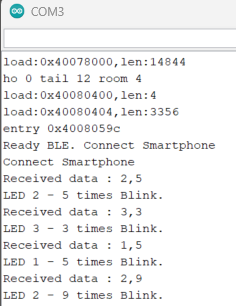 COM3
load:0x40078000,len:14844
ho 0 tail 12 room 4
load:0x40080400,len:4
load:0x40080404,len:3356
entry 0x4008059c
Ready BLE. Connect Smartphone
Connect Smartphone
Received data : 2,5
LED 2 - 5 times Blink.
Received data : 3,3
LED 3 - 3 times Blink.
Received data : 1,5
LED 1 - 5 times Blink.
Received data : 2,9
LED 2 - 9 times Blink.